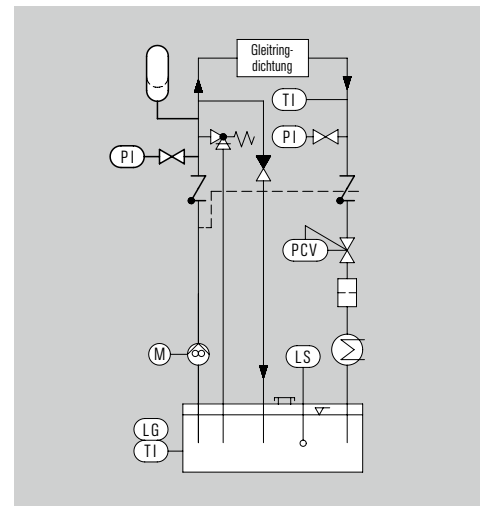 Gleitring-
dichtung
TI
PI
PI
PCV
M
LS
LG
TI